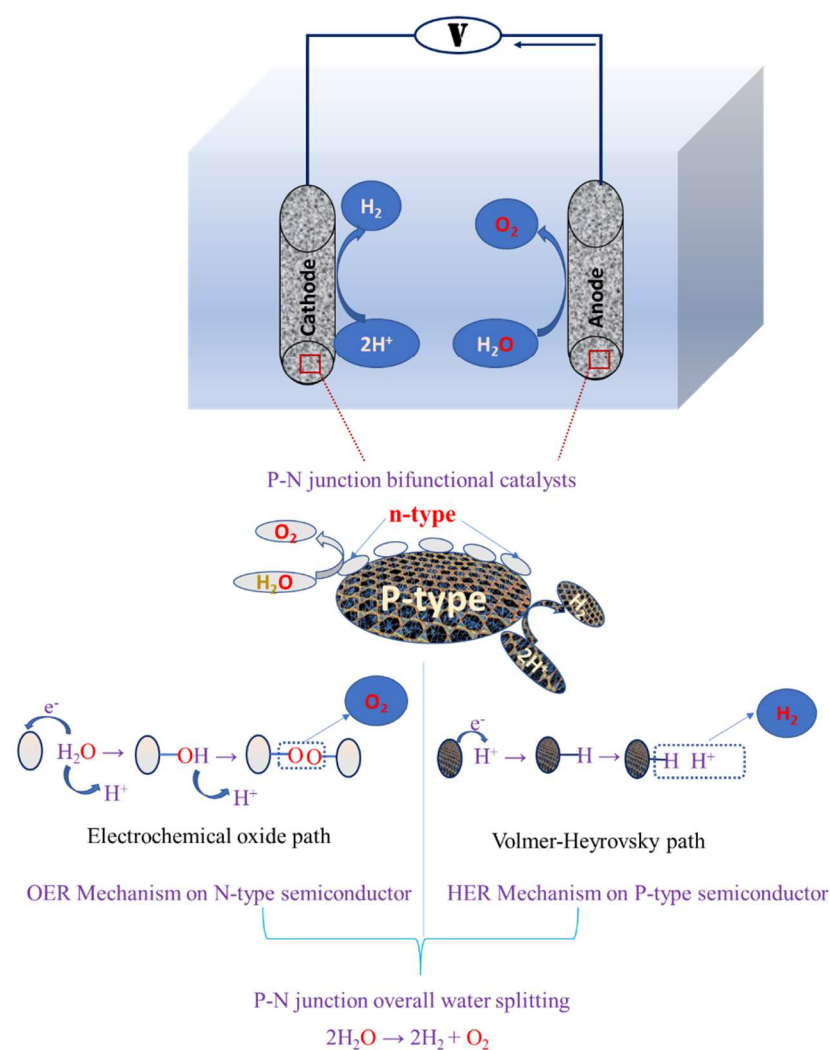 V
H₂
O₂
Cathode
Anode
2H⁺
H₂O
P-N junction bifunctional catalysts
n-type
O₂
H₂O
P-type
H₂
2H⁺
O₂
H₂
e⁻
e⁻
H₂O → OH → O O
H⁺ → H → H H⁺
H⁺
H⁺
Electrochemical oxide path
Volmer-Heyrovsky path
OER Mechanism on N-type semiconductor
HER Mechanism on P-type semiconductor
P-N junction overall water splitting
2H₂O → 2H₂ + O₂